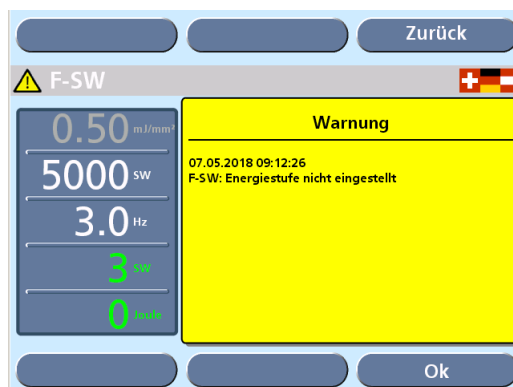 Zurück
F-SW
0.50 mJ/mm²
5000 SW
3.0 Hz
3 SW
0 Joule
Warnung
07.05.2018 09:12:26
F-SW: Energiestufe nicht eingestellt
Ok